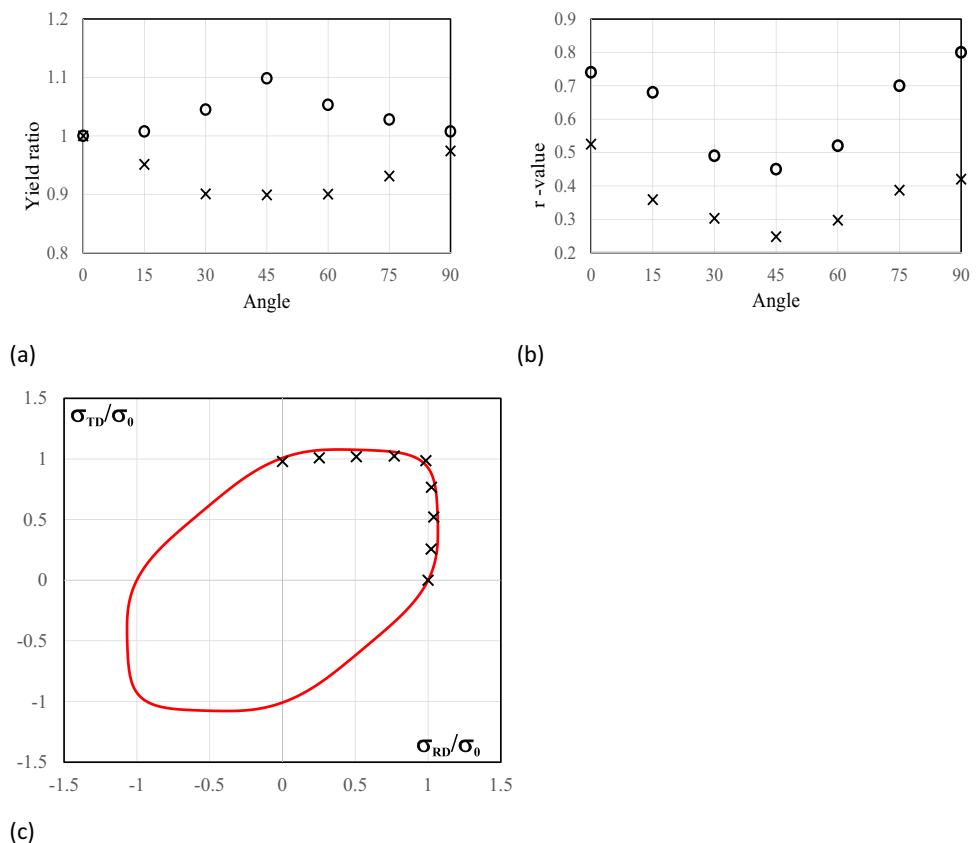 1.2
1.1
1
0.9
0.8
0 15 30 45 60 75 90
Yield ratio
Angle
(a)
0.9
0.8
0.7
0.6
0.5
0.4
0.3
0.2
0 15 30 45 60 75 90
r -value
Angle
(b)
1.5
1
0.5
0
-0.5
-1
-1.5
-1.5 -1 -0.5 0 0.5 1 1.5
σTD/σ0
σRD/σ0
(c)